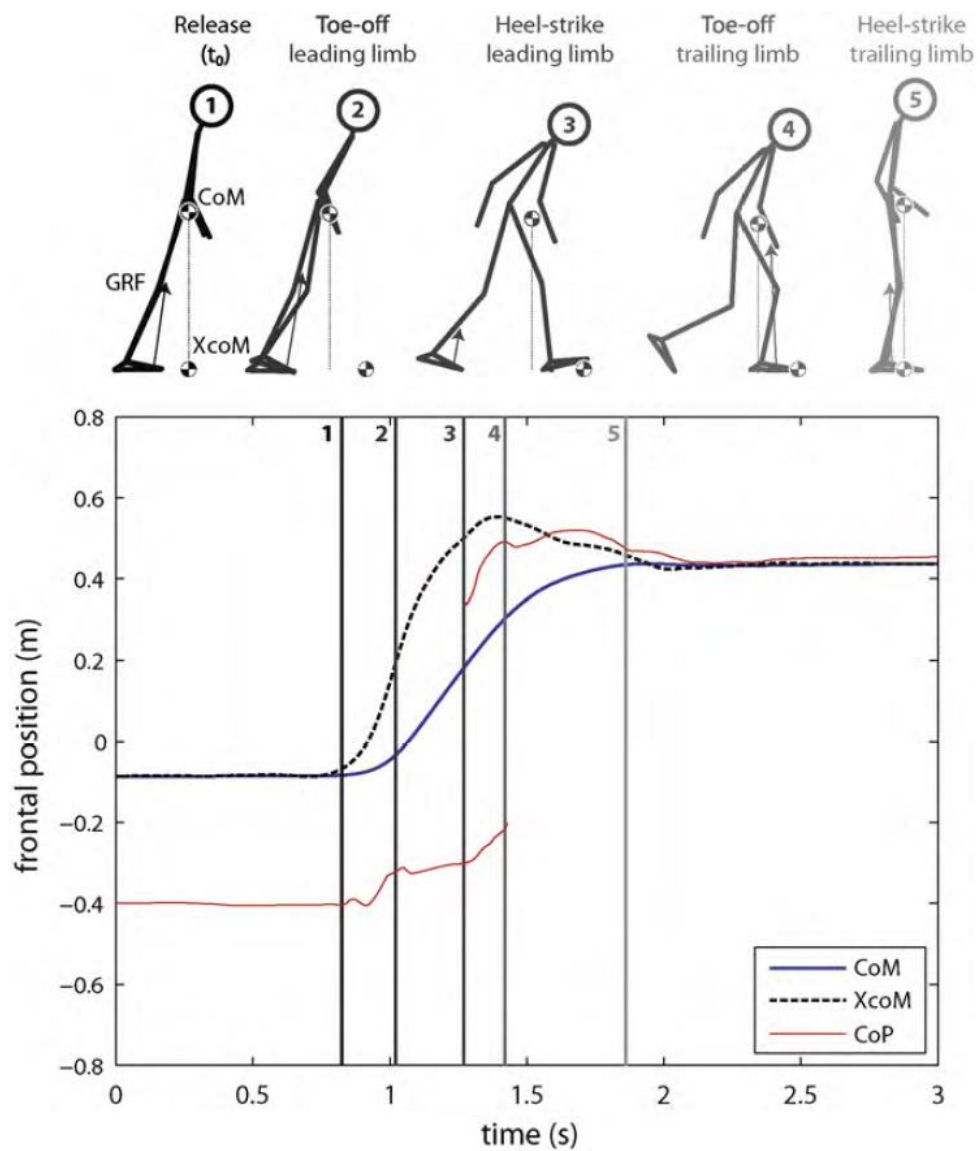 Release
(t0)
Toe-off
leading limb
Heel-strike
leading limb
Toe-off
trailing limb
Heel-strike
trailing limb
1
2
3
4
5
CoM
GRF
XcoM
0.8
0.6
0.4
0.2
0
−0.2
−0.4
−0.6
−0.8
frontal position (m)
1
2
3
4
5
CoM
XcoM
CoP
0
0.5
1
1.5
2
2.5
3
time (s)